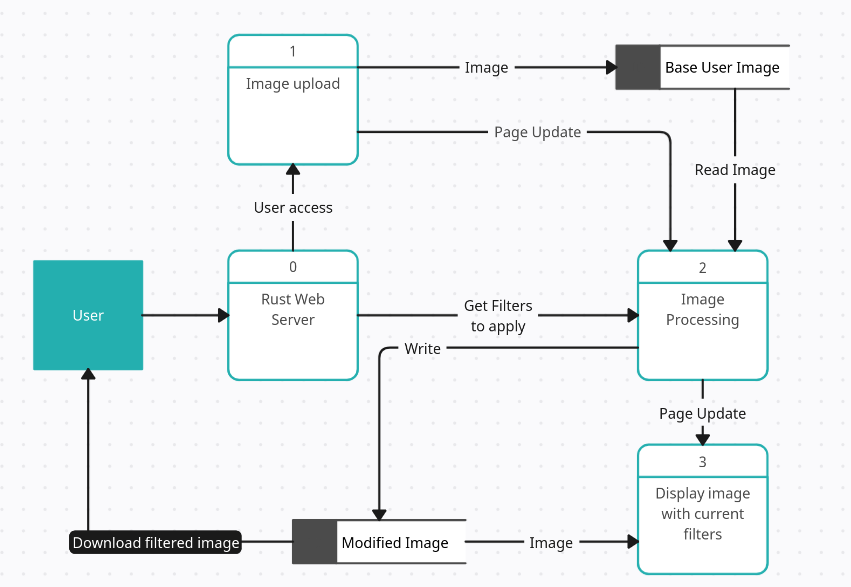 1
Image upload
Image
Base User Image
Page Update
Read Image
User access
0
Rust Web
Server
User
Get Filters
to apply
2
Image
Processing
Write
Page Update
3
Display image
with current
filters
Download filtered image
Modified Image
Image